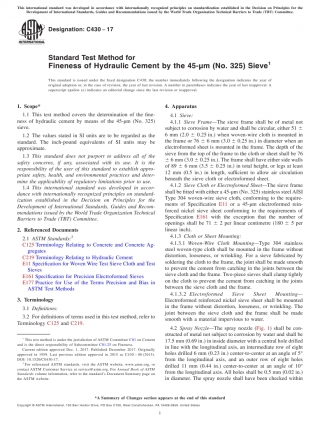 This international standard was developed in accordance with internationally recognized principles on standardization established in the Decision on Principles for the
Development of International Standards, Guides and Recommendations issued by the World Trade Organization Technical Barriers to Trade (TBT) Committee.
Designation: C430 − 17
INTERNATIONAL
Standard Test Method for
Fineness of Hydraulic Cement by the 45-µm (No. 325) Sieve1
This standard is issued under the fixed designation C430; the number immediately following the designation indicates the year of
original adoption or, in the case of revision, the year of last revision. A number in parentheses indicates the year of last reapproval. A
superscript epsilon (ε) indicates an editorial change since the last revision or reapproval.
1. Scope*
1.1 This test method covers the determination of the fine-
ness of hydraulic cement by means of the 45-µm (No. 325)
sieve.
1.2 The values stated in SI units are to be regarded as the
standard. The inch-pound equivalents of SI units may be
approximate.
1.3 This standard does not purport to address all of the
safety concerns, if any, associated with its use. It is the
responsibility of the user of this standard to establish appro-
priate safety, health, and environmental practices and deter-
mine the applicability of regulatory limitations prior to use.
1.4 This international standard was developed in accor-
dance with internationally recognized principles on standard-
ization established in the Decision on Principles for the
Development of International Standards, Guides and Recom-
mendations issued by the World Trade Organization Technical
Barriers to Trade (TBT) Committee.
2. Referenced Documents
2.1 ASTM Standards:2
C125 Terminology Relating to Concrete and Concrete Ag-
gregates
C219 Terminology Relating to Hydraulic Cement
E11 Specification for Woven Wire Test Sieve Cloth and Test
Sieves
E161 Specification for Precision Electroformed Sieves
E177 Practice for Use of the Terms Precision and Bias in
ASTM Test Methods
3. Terminology
3.1 Definitions:
3.2 For definitions of terms used in this test method, refer to
Terminology C125 and C219.
1 This test method is under the jurisdiction of ASTM Committee C01 on Cement
and is the direct responsibility of Subcommittee C01.25 on Fineness.
Current edition approved Dec. 1, 2017. Published December 2017. Originally
approved in 1959. Last previous edition approved in 2015 as C430 – 08 (2015).
DOI: 10.1520/C0430-17.
2 For referenced ASTM standards, visit the ASTM website, www.astm.org, or
contact ASTM Customer Service at service@astm.org. For Annual Book of ASTM
Standards volume information, refer to the standard's Document Summary page on
the ASTM website.
4. Apparatus
4.1 Sieve:
4.1.1 Sieve Frame—The sieve frame shall be of metal not
subject to corrosion by water and shall be circular, either 51 ±
6 mm (2.0 ± 0.25 in.) when woven-wire cloth is mounted in
the frame or 76 ± 6 mm (3.0 ± 0.25 in.) in diameter when an
electroformed sheet is mounted in the frame. The depth of the
sieve from the top of the frame to the cloth or sheet shall be 76
± 6 mm (3.0 ± 0.25 in.). The frame shall have either side walls
of 89 ± 6 mm (3.5 ± 0.25 in.) in total height, or legs at least
12 mm (0.5 in.) in length, sufficient to allow air circulation
beneath the sieve cloth or electroformed sheet.
4.1.2 Sieve Cloth or Electroformed Sheet—The sieve frame
shall be fitted with either a 45-µm (No. 325) stainless steel AISI
Type 304 woven-wire sieve cloth, conforming to the require-
ments of Specification E11 or a 45-µm electroformed rein-
forced nickel sieve sheet conforming to the requirements of
Specification E161 with the exception that the number of
openings shall be 71 ± 2 per linear centimetre (180 ± 5 per
linear inch).
4.1.3 Cloth or Sheet Mounting:
4.1.3.1 Woven-Wire Cloth Mounting—Type 304 stainless
steel woven-type cloth shall be mounted in the frame without
distortion, looseness, or wrinkling. For a sieve fabricated by
soldering the cloth to the frame, the joint shall be made smooth
to prevent the cement from catching in the joints between the
sieve cloth and the frame. Two-piece sieves shall clamp tightly
on the cloth to prevent the cement from catching in the joints
between the sieve cloth and the frame.
4.1.3.2 Electroformed Sieve Sheet Mounting—
Electroformed reinforced nickel sieve sheet shall be mounted
in the frame without distortion, looseness, or wrinkling. The
joint between the sieve cloth and the frame shall be made
smooth with a material impervious to water.
4.2 Spray Nozzle—The spray nozzle (Fig. 1) shall be con-
structed of metal not subject to corrosion by water and shall be
17.5 mm (0.69 in.) in inside diameter with a central hole drilled
in line with the longitudinal axis, an intermediate row of eight
holes drilled 6 mm (0.23 in.) center-to-center at an angle of 5°
from the longitudinal axis, and an outer row of eight holes
drilled 11 mm (0.44 in.) center-to-center at an angle of 10°
from the longitudinal axis. All holes shall be 0.5 mm (0.02 in.)
in diameter. The spray nozzle shall have been checked within
*A Summary of Changes section appears at the end of this standard
1